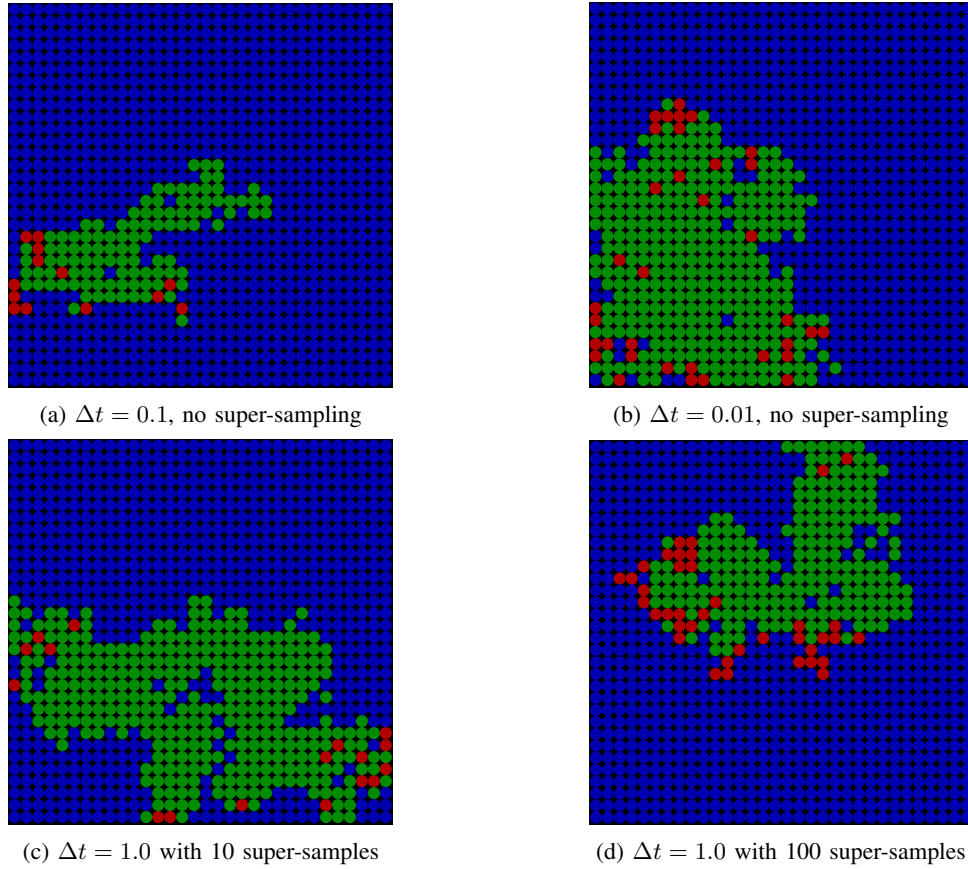 (a) Δt = 0.1, no super-sampling
(b) Δt = 0.01, no super-sampling
(c) Δt = 1.0 with 10 super-samples
(d) Δt = 1.0 with 100 super-samples